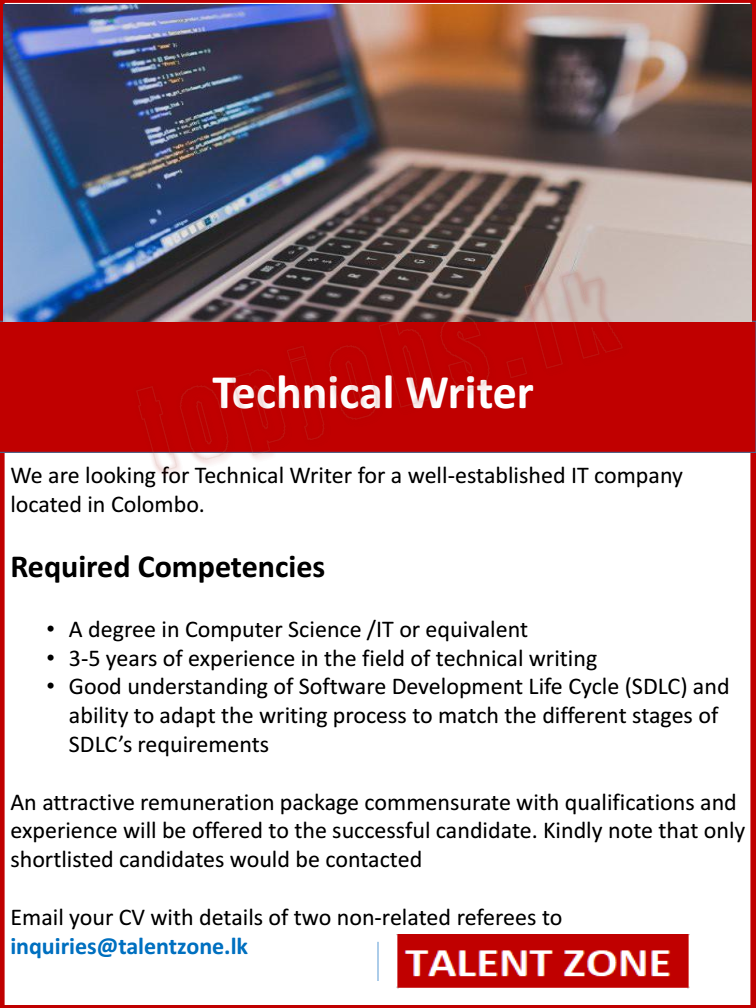 topjobs.lk
Technical Writer
We are looking for Technical Writer for a well-established IT company
located in Colombo.
Required Competencies
• A degree in Computer Science /IT or equivalent
• 3-5 years of experience in the field of technical writing
• Good understanding of Software Development Life Cycle (SDLC) and
ability to adapt the writing process to match the different stages of
SDLC's requirements
An attractive remuneration package commensurate with qualifications and
experience will be offered to the successful candidate. Kindly note that only
shortlisted candidates would be contacted
Email your CV with details of two non-related referees to
inquiries@talentzone.lk
TALENT ZONE